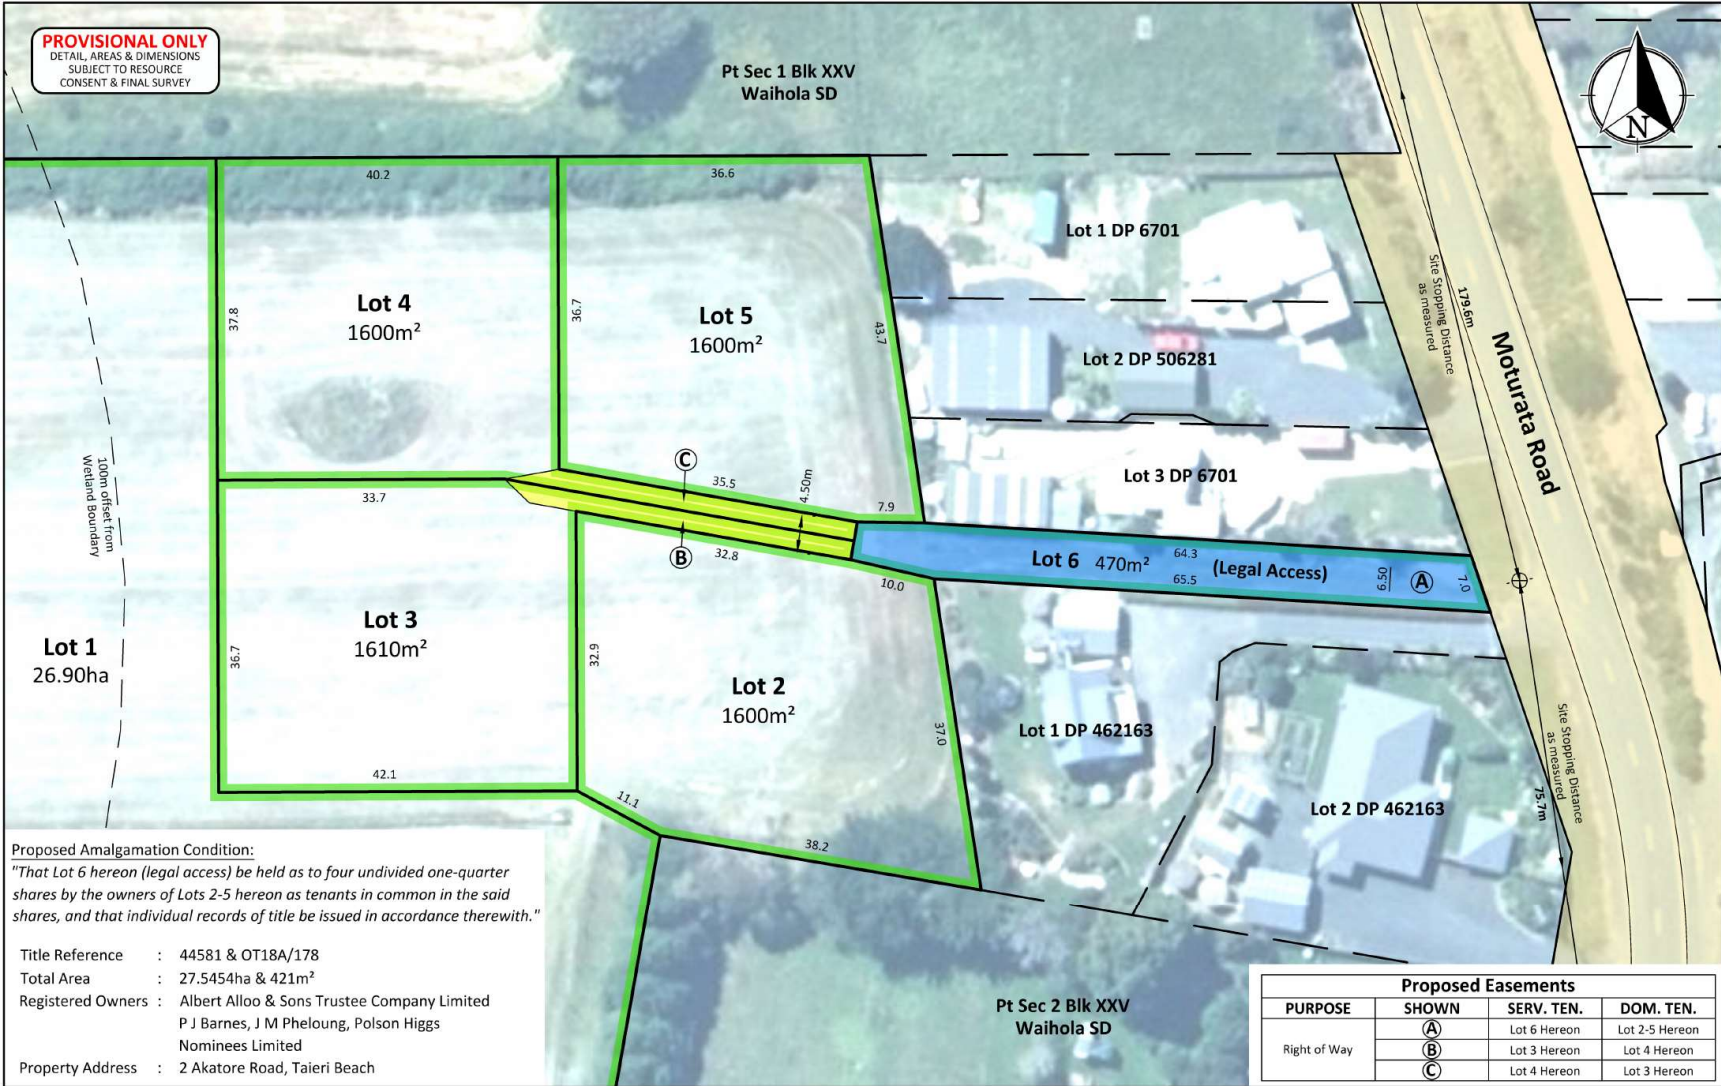 PROVISIONAL ONLY
DETAIL, AREAS & DIMENSIONS
SUBJECT TO RESOURCE
CONSENT & FINAL SURVEY
Pt Sec 1 Blk XXV
Waihola SD
N
40.2
36.6
Lot 1 DP 6701
Lot 4
1600m²
37.8
36.7
Lot 5
1600m²
43.7
Lot 2 DP 506281
Site Stopping Distance
as measured
179.6m
Moturata Road
100m offset from
Wetland Boundary
33.7
C
35.5
4.50m
7.9
Lot 3 DP 6701
B
32.8
10.0
Lot 6 470m²
64.3
65.5
(Legal Access)
6.50
A
7.0
Lot 1
26.90ha
Lot 3
1610m²
36.7
32.9
Lot 2
1600m²
37.0
Lot 1 DP 462163
Lot 2 DP 462163
Site Stopping Distance
as measured
75.7m
42.1
11.1
38.2
Proposed Amalgamation Condition:
"That Lot 6 hereon (legal access) be held as to four undivided one-quarter
shares by the owners of Lots 2-5 hereon as tenants in common in the said
shares, and that individual records of title be issued in accordance therewith."
Title Reference : 44581 & OT18A/178
Total Area : 27.5454ha & 421m²
Registered Owners : Albert Alloo & Sons Trustee Company Limited
P J Barnes, J M Pheloung, Polson Higgs
Nominees Limited
Property Address : 2 Akatore Road, Taieri Beach
Pt Sec 2 Blk XXV
Waihola SD
Proposed Easements
PURPOSE SHOWN SERV. TEN. DOM. TEN.
Right of Way
A Lot 6 Hereon Lot 2-5 Hereon
B Lot 3 Hereon Lot 4 Hereon
C Lot 4 Hereon Lot 3 Hereon